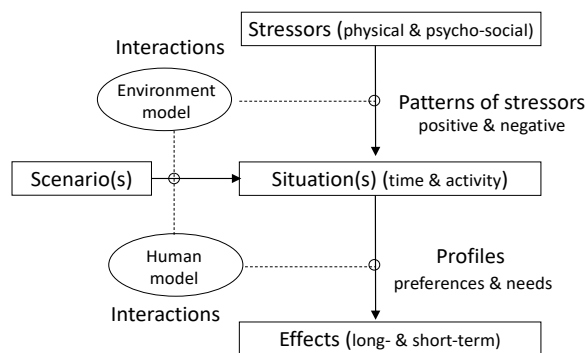 Interactions
Stressors (physical & psycho-social)
Environment
model
Patterns of stressors
positive & negative
Scenario(s)
Situation(s) (time & activity)
Human
model
Profiles
preferences & needs
Interactions
Effects (long- & short-term)